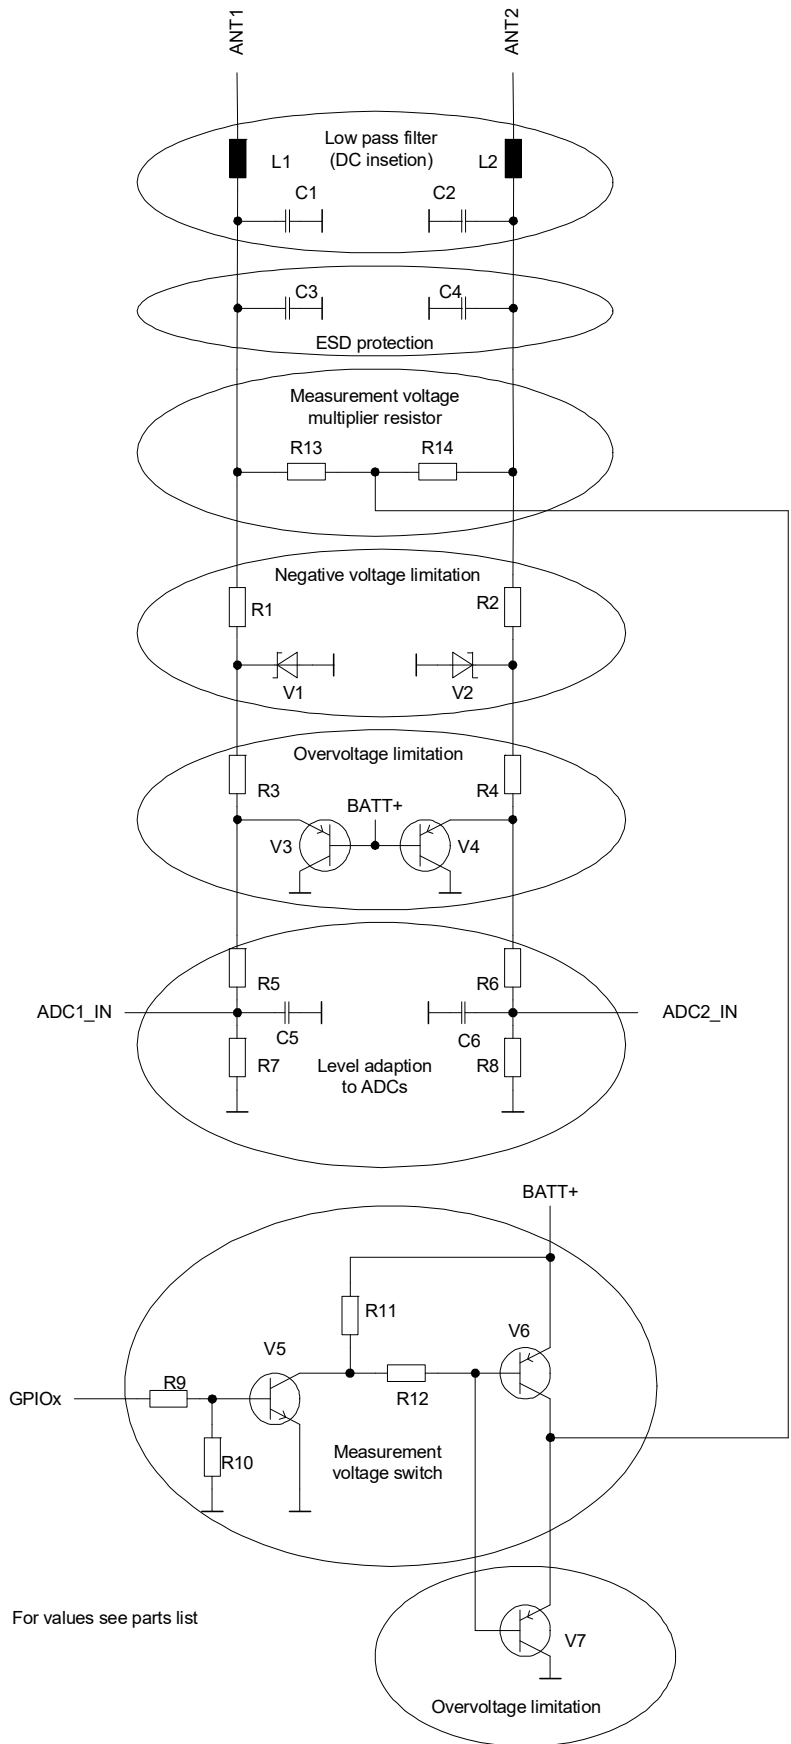 ANT1
ANT2
Low pass filter
(DC insetion)
L1
L2
C1
C2
C3
C4
ESD protection
Measurement voltage
multiplier resistor
R13
R14
Negative voltage limitation
R1
R2
V1
V2
Overvoltage limitation
R3
R4
BATT+
V3
V4
R5
R6
ADC1_IN
ADC2_IN
C5
C6
R7
R8
Level adaption
to ADCs
BATT+
R11
V6
V5
R9
GPIOx
R12
R10
Measurement
voltage switch
For values see parts list
V7
Overvoltage limitation